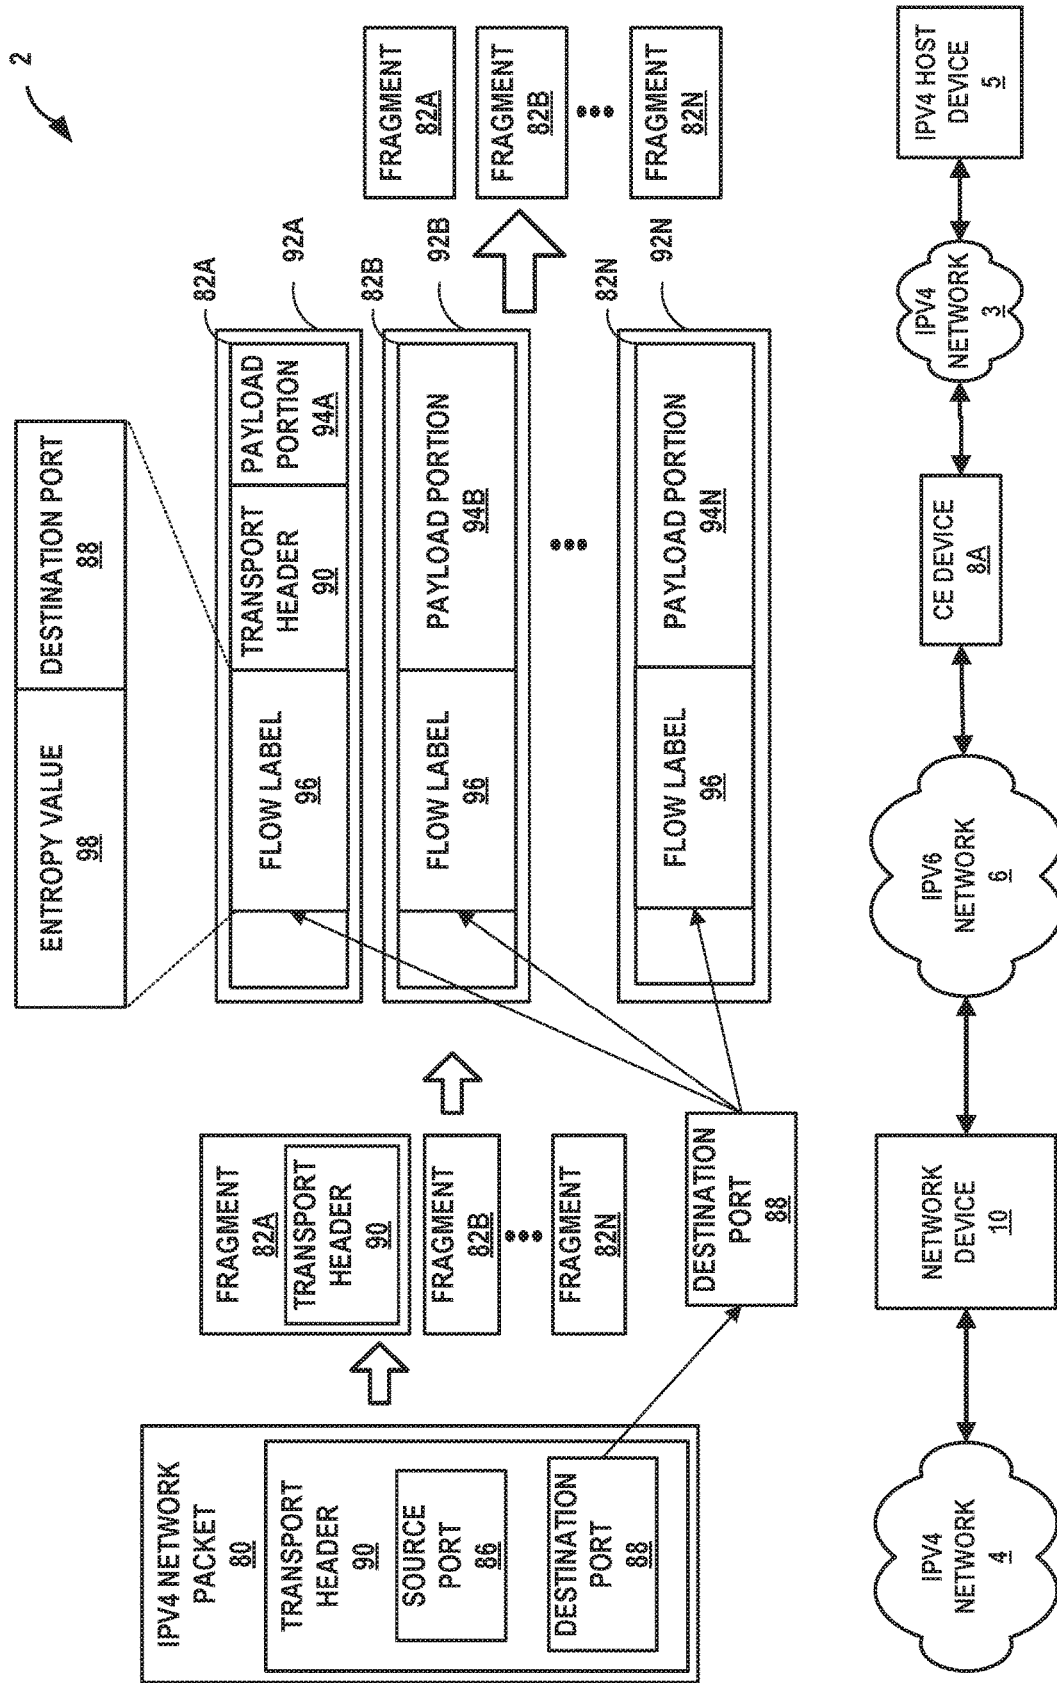 2
ENTROPY VALUE
98
DESTINATION PORT
88
82A
92A
FLOW LABEL
96
TRANSPORT
HEADER
90
PAYLOAD
PORTION
94A
82B
92B
FLOW LABEL
96
PAYLOAD PORTION
94B
82N
92N
FLOW LABEL
96
PAYLOAD PORTION
94N
IPV4 NETWORK
PACKET
80
TRANSPORT
HEADER
90
SOURCE
PORT
86
DESTINATION
PORT
88
FRAGMENT
82A
TRANSPORT
HEADER
90
FRAGMENT
82B
FRAGMENT
82N
DESTINATION
PORT
88
FRAGMENT
82A
FRAGMENT
82B
FRAGMENT
82N
IPV4
NETWORK
4
NETWORK
DEVICE
10
IPV6
NETWORK
6
CE DEVICE
8A
IPV4
NETWORK
3
IPV4 HOST
DEVICE
5